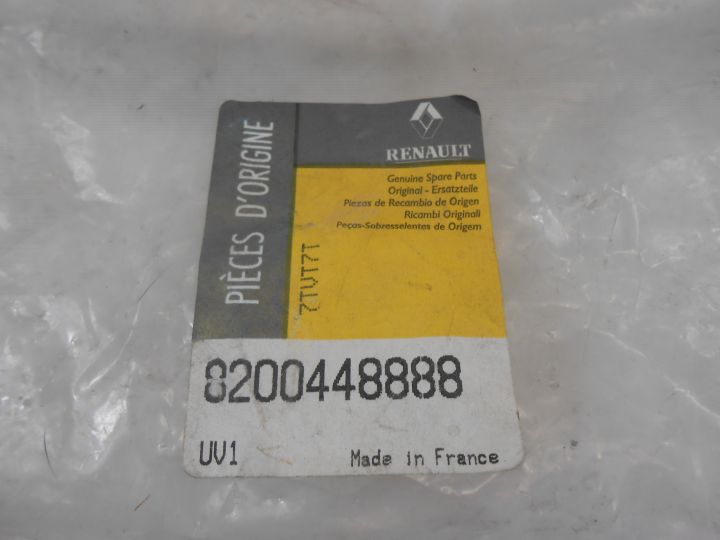 PIÈCES D'ORIGINE
RENAULT
Genuine Spare Parts
Original - Ersatzteile
Piezas de Recambio de Origen
Ricambi Originali
Peças-Sobresselentes de Origem
7TVT7T
8200448888
UV1 Made in France